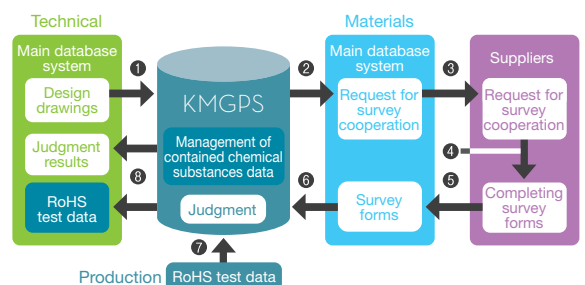 Technical
Main database
system
Design
drawings
Judgment
results
RoHS
test data
1
KMGPS
Management of
contained chemical
substances data
Judgment
8
7
Production
RoHS test data
2
6
Materials
Main database
system
Request for
survey
cooperation
Survey
forms
3
4
5
Suppliers
Request for
survey
cooperation
Completing
survey
forms